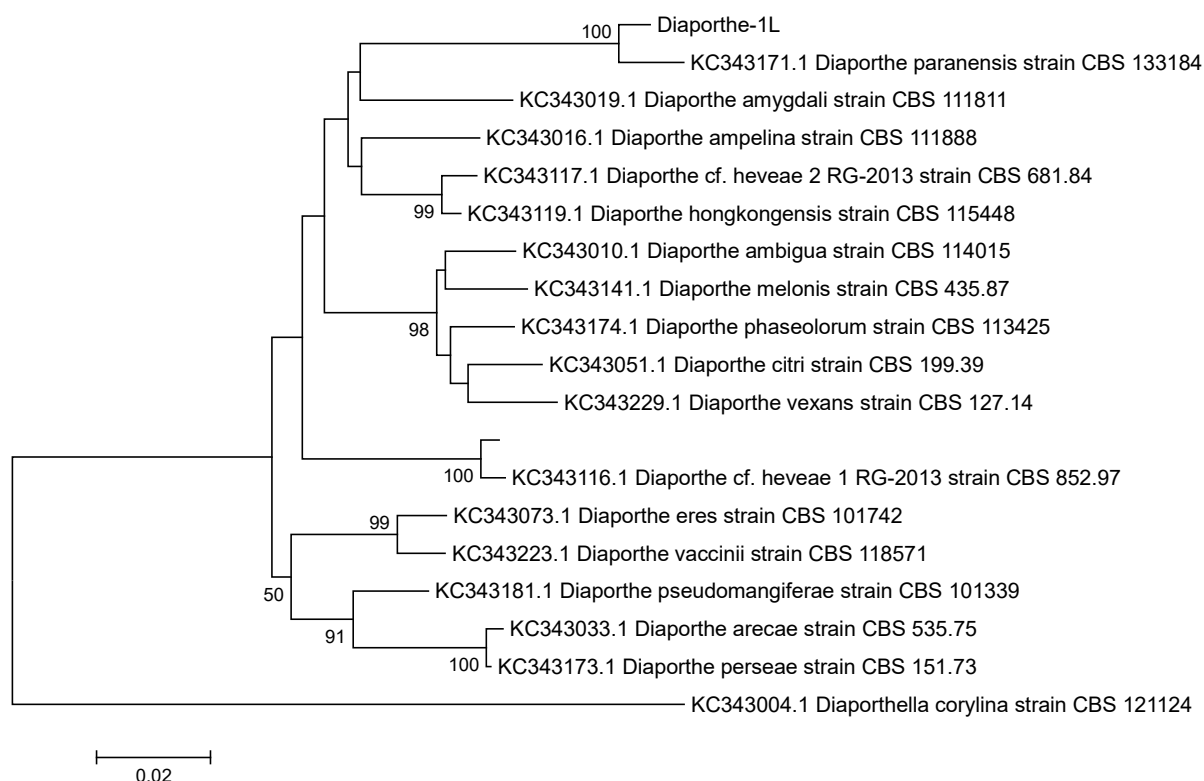 Diaporthe-1L
100
KC343171.1 Diaporthe paranensis strain CBS 133184
KC343019.1 Diaporthe amygdali strain CBS 111811
KC343016.1 Diaporthe ampelina strain CBS 111888
KC343117.1 Diaporthe cf. heveae 2 RG-2013 strain CBS 681.84
99
KC343119.1 Diaporthe hongkongensis strain CBS 115448
KC343010.1 Diaporthe ambigua strain CBS 114015
KC343141.1 Diaporthe melonis strain CBS 435.87
98
KC343174.1 Diaporthe phaseolorum strain CBS 113425
KC343051.1 Diaporthe citri strain CBS 199.39
KC343229.1 Diaporthe vexans strain CBS 127.14
100
KC343116.1 Diaporthe cf. heveae 1 RG-2013 strain CBS 852.97
KC343073.1 Diaporthe eres strain CBS 101742
99
KC343223.1 Diaporthe vaccinii strain CBS 118571
50
KC343181.1 Diaporthe pseudomangiferae strain CBS 101339
91
KC343033.1 Diaporthe arecae strain CBS 535.75
100
KC343173.1 Diaporthe perseae strain CBS 151.73
KC343004.1 Diaporthella corylina strain CBS 121124
0.02